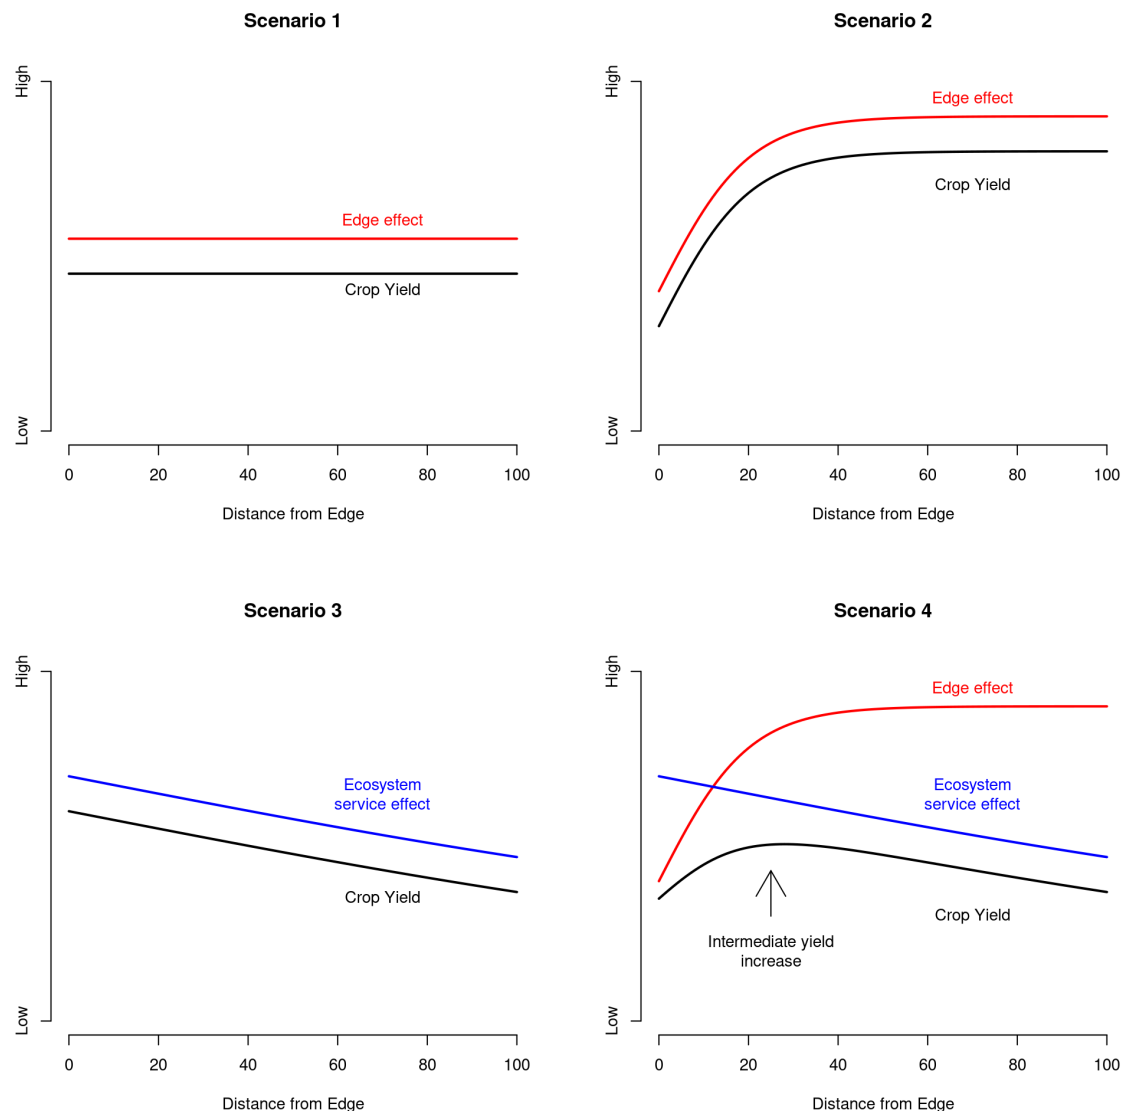 Scenario 1
High
Edge effect
Crop Yield
Low
0 20 40 60 80 100
Distance from Edge
Scenario 2
High
Edge effect
Crop Yield
Low
0 20 40 60 80 100
Distance from Edge
Scenario 3
High
Ecosystem
service effect
Crop Yield
Low
0 20 40 60 80 100
Distance from Edge
Scenario 4
High
Edge effect
Ecosystem
service effect
Crop Yield
Intermediate yield
increase
Low
0 20 40 60 80 100
Distance from Edge